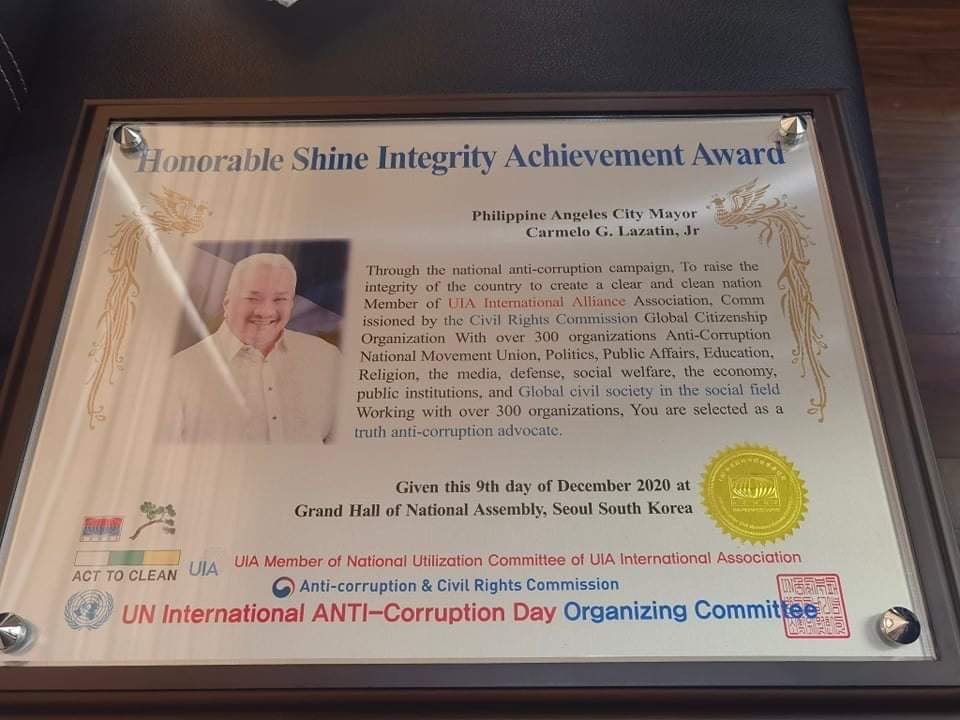 Honorable Shine Integrity Achievement Award
Philippine Angeles City Mayor
Carmelo G. Lazatin, Jr
Through the national anti-corruption campaign, To raise the
integrity of the country to create a clear and clean nation
Member of UIA International Alliance Association, Comm
issioned by the Civil Rights Commission Global Citizenship
Organization With over 300 organizations Anti-Corruption
National Movement Union, Politics, Public Affairs, Education,
Religion, the media, defense, social welfare, the economy,
public institutions, and Global civil society in the social field
Working with over 300 organizations, You are selected as a
truth anti-corruption advocate.
Given this 9th day of December 2020 at
Grand Hall of National Assembly, Seoul South Korea
ACT TO CLEAN
UIA
UIA Member of National Utilization Committee of UIA International Association
Anti-corruption & Civil Rights Commission
UN International ANTI-Corruption Day Organizing Committee